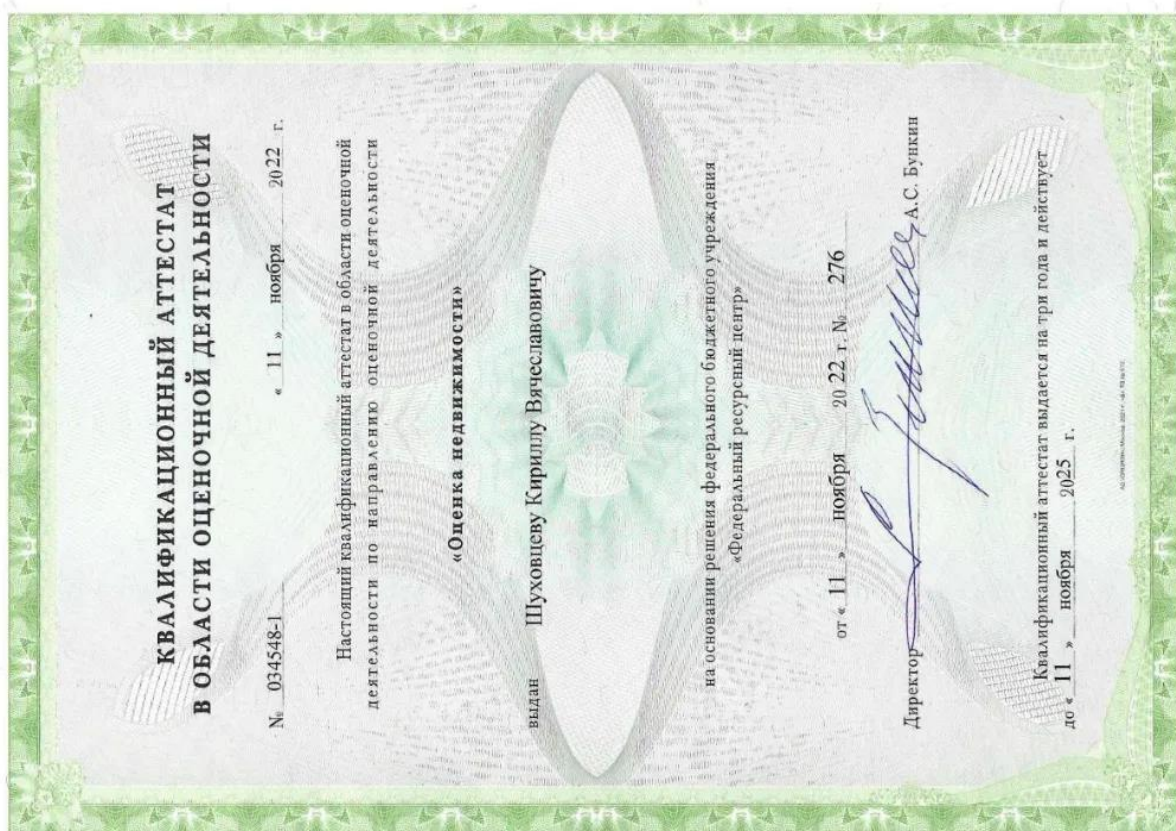 КВАЛИФИКАЦИОННЫЙ АТТЕСТАТ
В ОБЛАСТИ ОЦЕНОЧНОЙ ДЕЯТЕЛЬНОСТИ
№ 034548-1 « 11 » ноября 2022 г.
Настоящий квалификационный аттестат в области оценочной
деятельности по направлению оценочной деятельности
«Оценка недвижимости»
выдан Шуховцеву Кириллу Вячеславовичу
на основании решения федерального бюджетного учреждения
«Федеральный ресурсный центр»
от « 11 » ноября 20 22 г. № 276
Директор А.С. Бункин
Квалификационный аттестат выдается на три года и действует
до « 11 » ноября 2025 г.